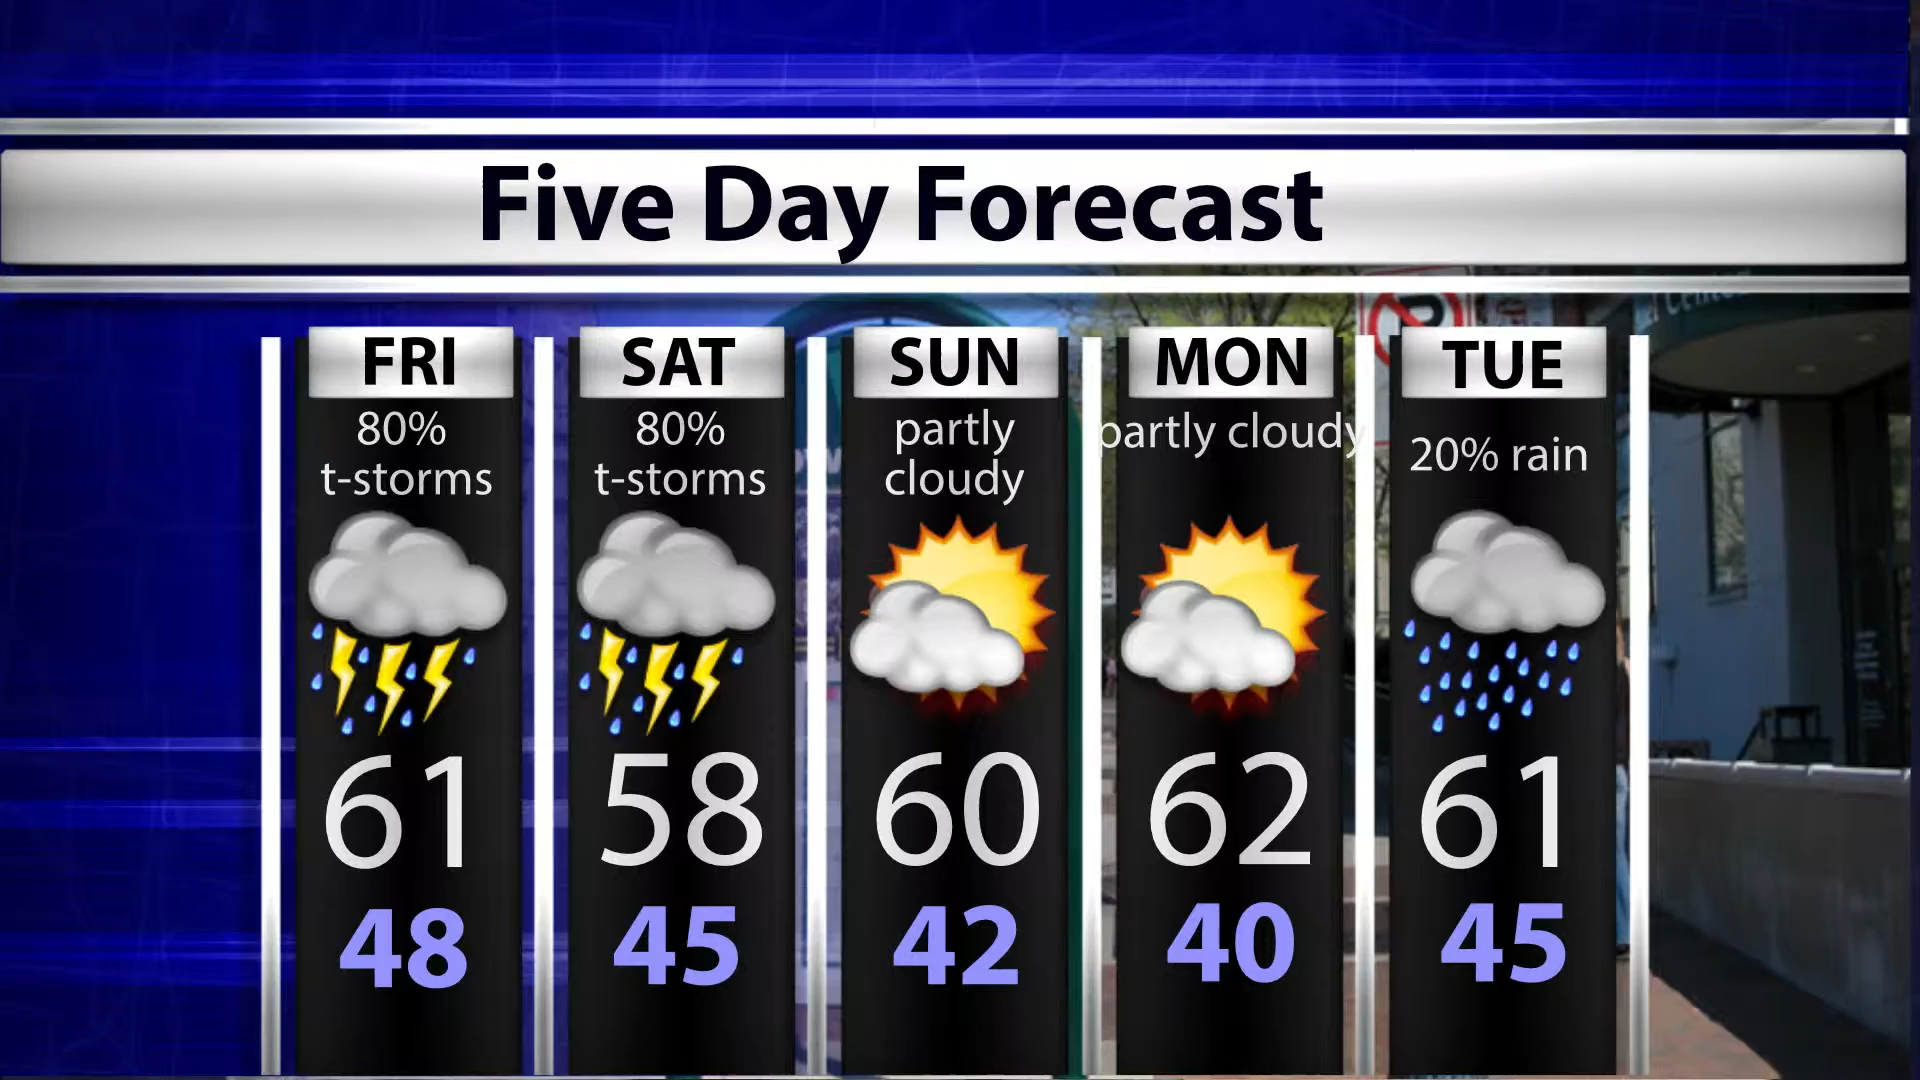 Five Day Forecast
FRI
80%
t-storms
61
48
SAT
80%
t-storms
58
45
SUN
partly
cloudy
60
42
MON
partly cloudy
62
40
TUE
20% rain
61
45